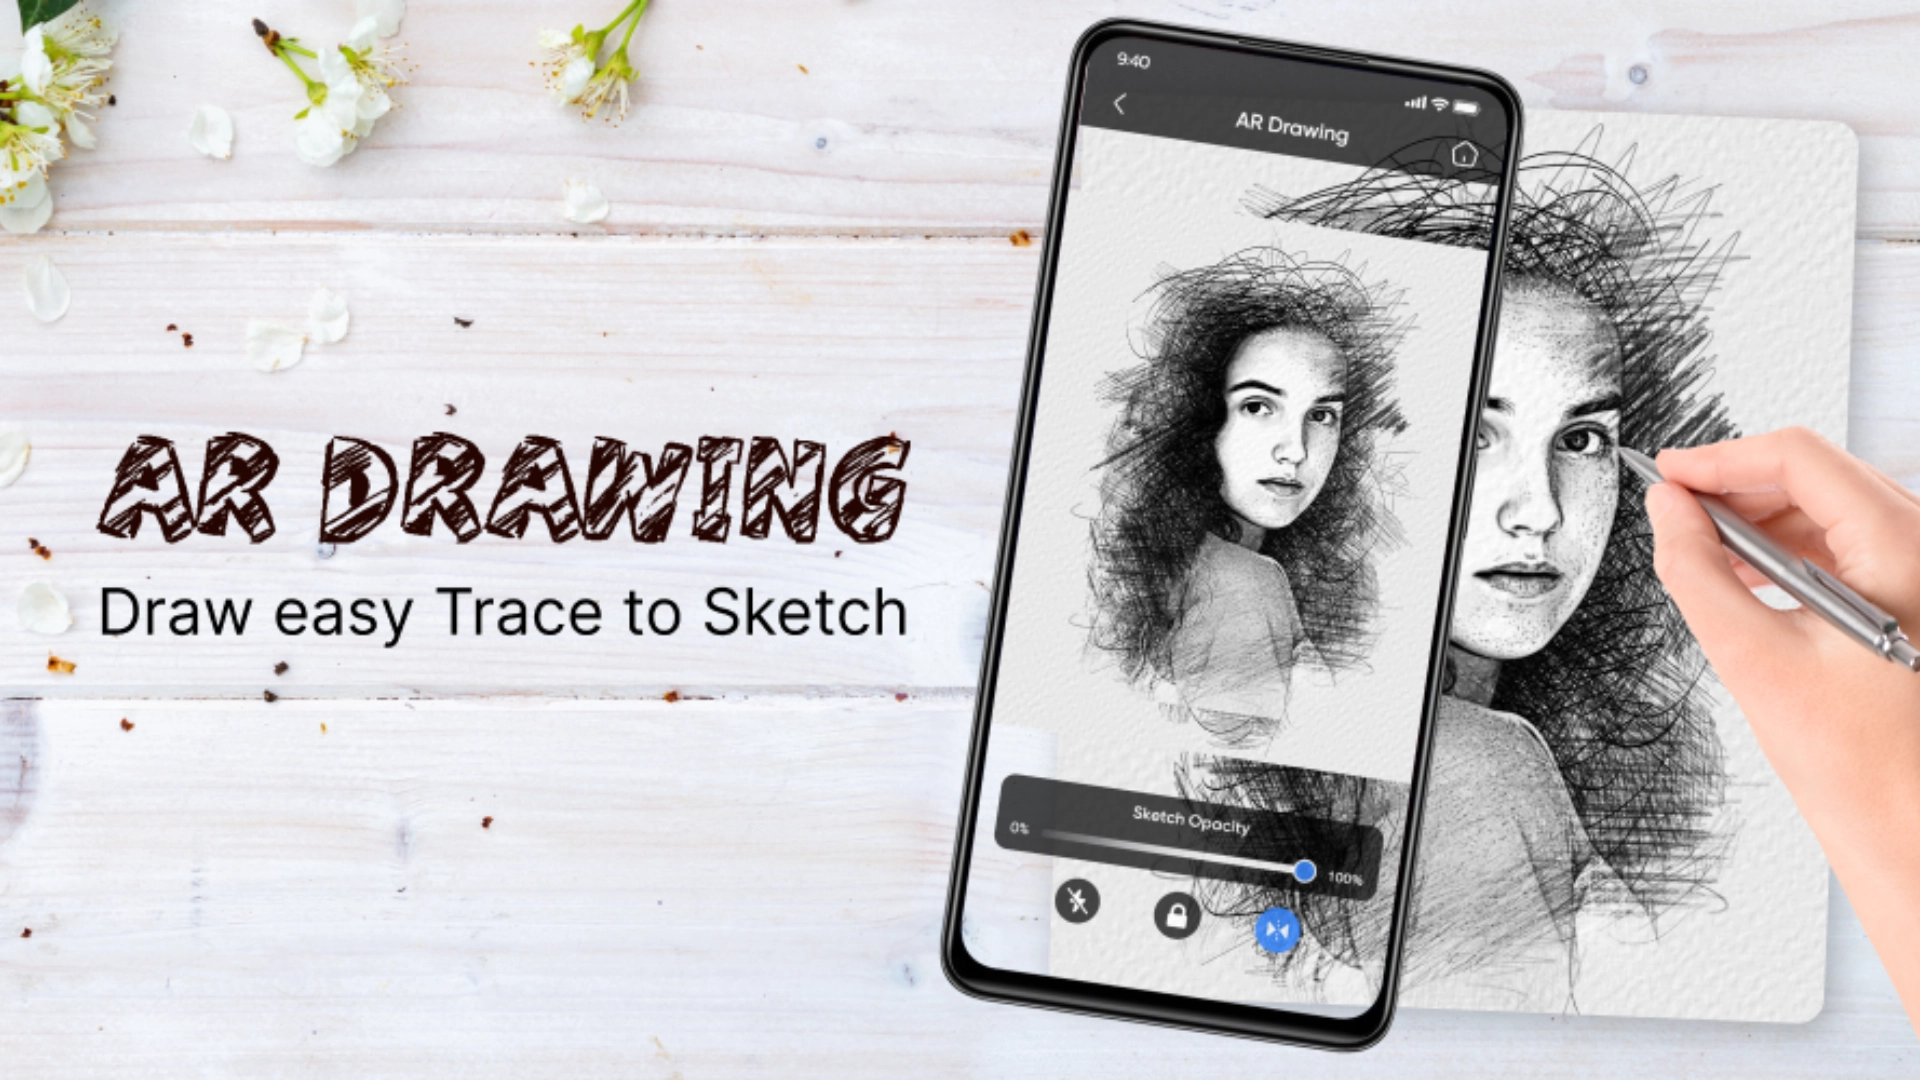 AR DRAWING
Draw easy Trace to Sketch
9:40
AR Drawing
Sketch Opacity
0%
100%